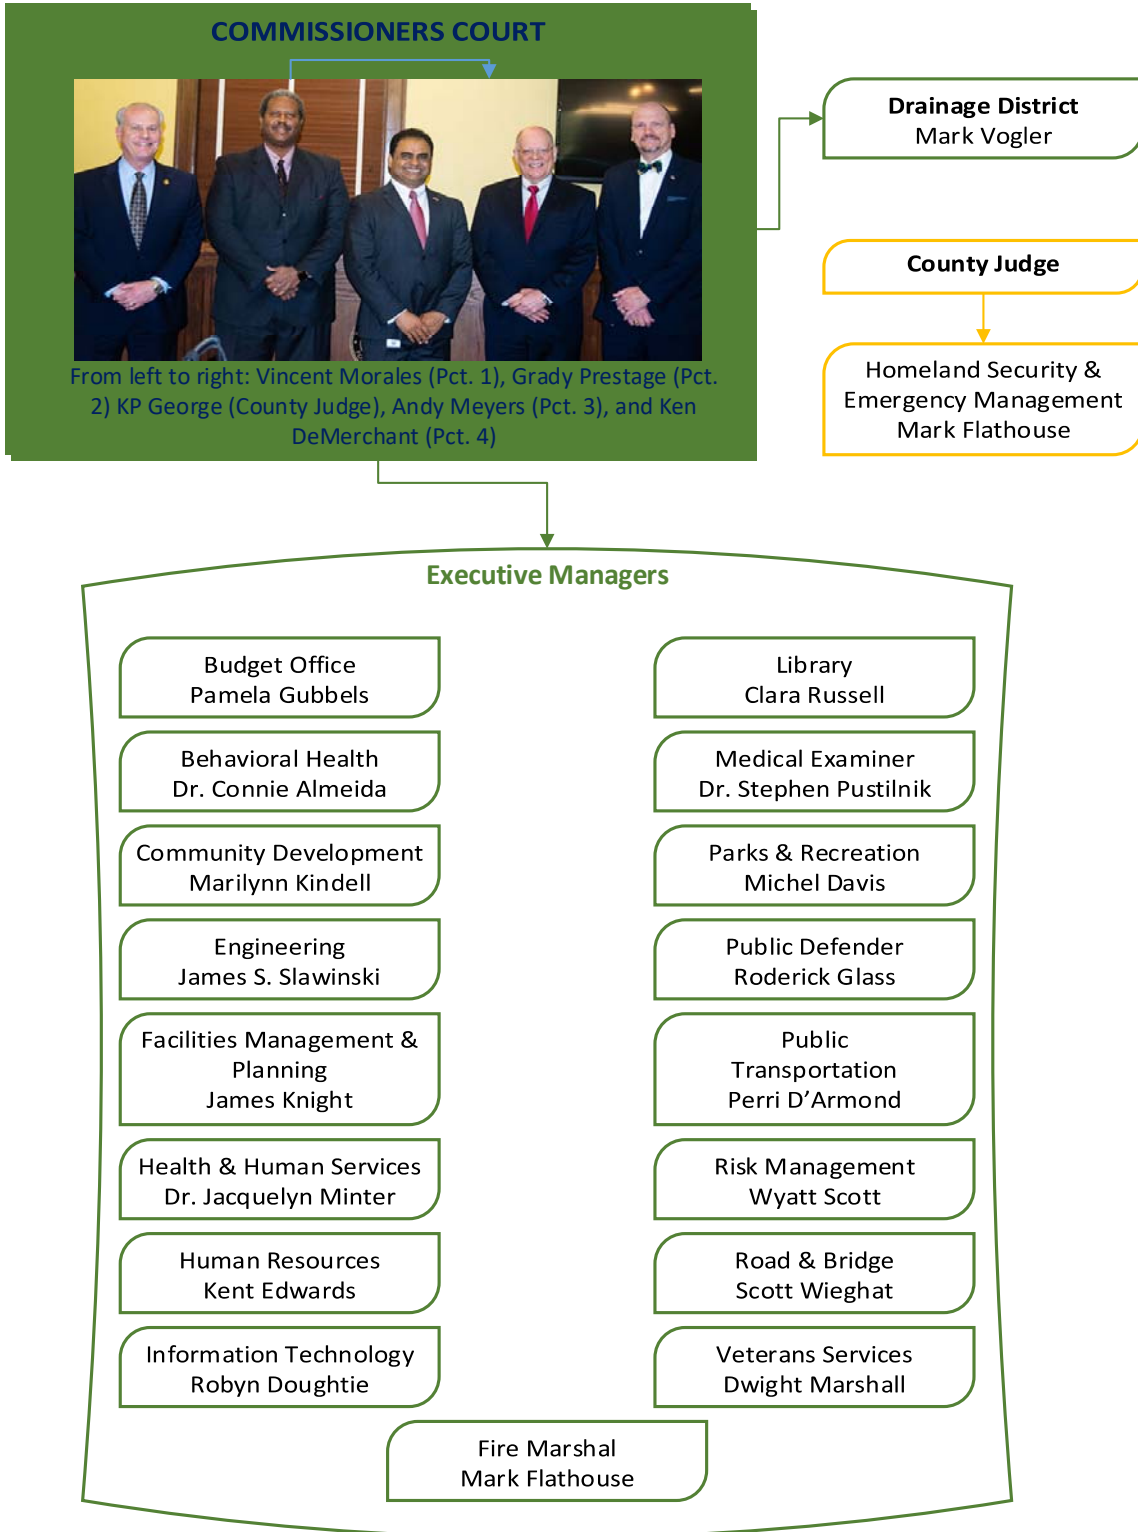 COMMISSIONERS COURT
From left to right: Vincent Morales (Pct. 1), Grady Prestage (Pct.
2) KP George (County Judge), Andy Meyers (Pct. 3), and Ken
DeMerchant (Pct. 4)
Drainage District
Mark Vogler
County Judge
Homeland Security &
Emergency Management
Mark Flathouse
Executive Managers
Budget Office
Pamela Gubbels
Behavioral Health
Dr. Connie Almeida
Community Development
Marilynn Kindell
Engineering
James S. Slawinski
Facilities Management &
Planning
James Knight
Health & Human Services
Dr. Jacquelyn Minter
Human Resources
Kent Edwards
Information Technology
Robyn Doughtie
Library
Clara Russell
Medical Examiner
Dr. Stephen Pustilnik
Parks & Recreation
Michel Davis
Public Defender
Roderick Glass
Public
Transportation
Perri D’Armond
Risk Management
Wyatt Scott
Road & Bridge
Scott Wieghat
Veterans Services
Dwight Marshall
Fire Marshal
Mark Flathouse